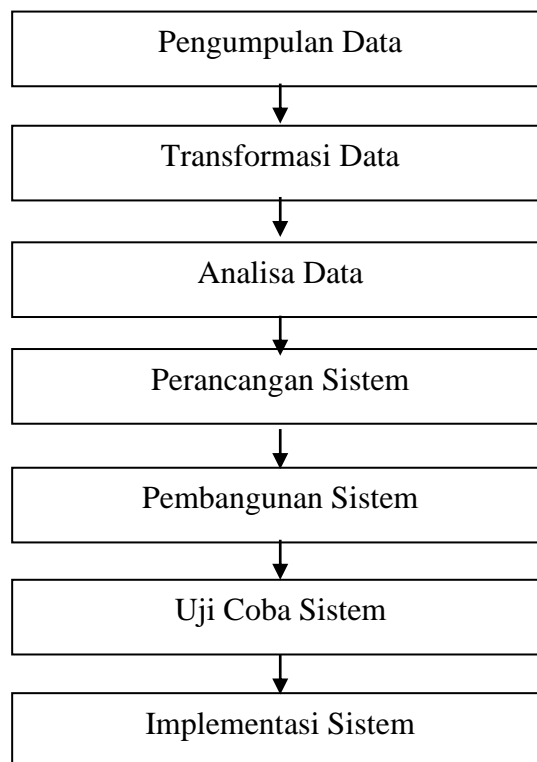 Pengumpulan Data
Transformasi Data
Analisa Data
Perancangan Sistem
Pembangunan Sistem
Uji Coba Sistem
Implementasi Sistem